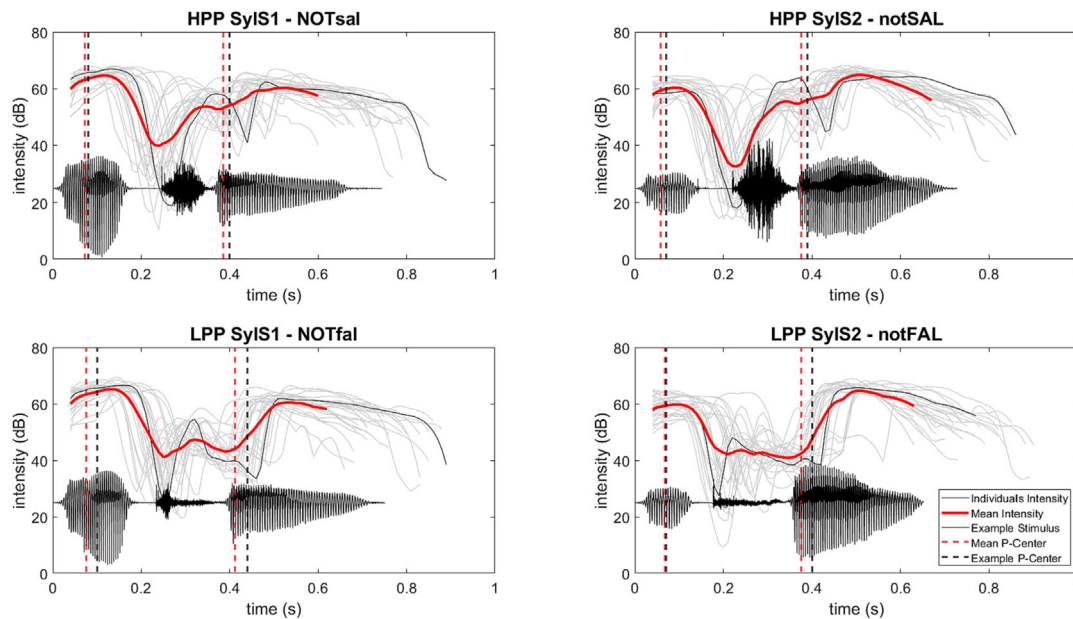 HPP SylS1 - NOTsal
80
60
40
20
0
intensity (dB)
0 0.2 0.4 0.6 0.8 1
time (s)
HPP SylS2 - notSAL
80
60
40
20
0
intensity (dB)
0 0.2 0.4 0.6 0.8
time (s)
LPP SylS1 - NOTfal
80
60
40
20
0
intensity (dB)
0 0.2 0.4 0.6 0.8 1
time (s)
LPP SylS2 - notFAL
80
60
40
20
0
intensity (dB)
0 0.2 0.4 0.6 0.8
time (s)
Individuals Intensity
Mean Intensity
Example Stimulus
Mean P-Center
Example P-Center